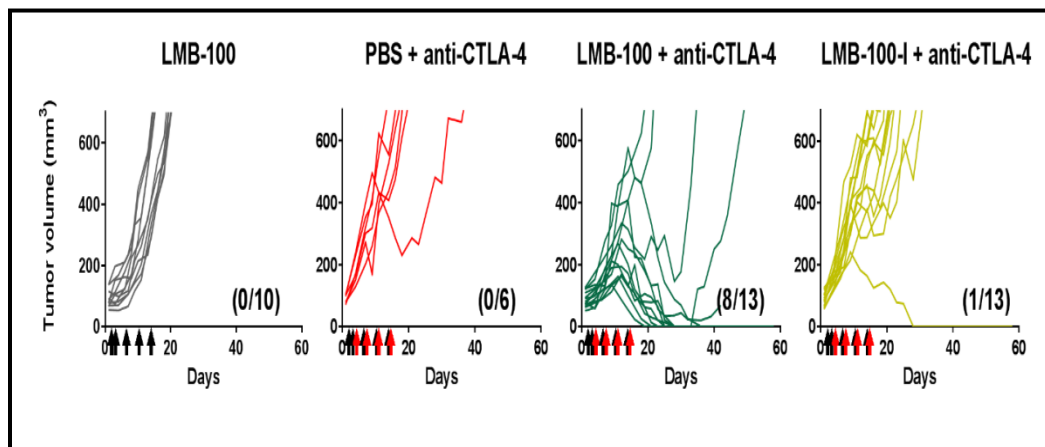 LMB-100
PBS + anti-CTLA-4
LMB-100 + anti-CTLA-4
LMB-100-I + anti-CTLA-4
Tumor volume (mm³)
600
400
200
0
(0/10)
0 20 40 60
Days
600
400
200
0
(0/6)
0 20 40 60
Days
600
400
200
0
(8/13)
0 20 40 60
Days
600
400
200
0
(1/13)
0 20 40 60
Days